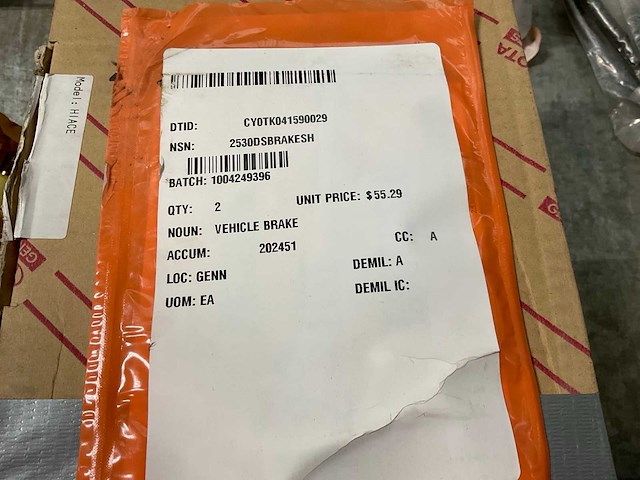 DTID: CY0TK041590029
NSN: 2530DSBRAKESH
BATCH: 1004249396
QTY: 2 UNIT PRICE: $55.29
NOUN: VEHICLE BRAKE
ACCUM: 202451 CC: A
LOC: GENN DEMIL: A
UOM: EA DEMIL IC:
Model: HIACE